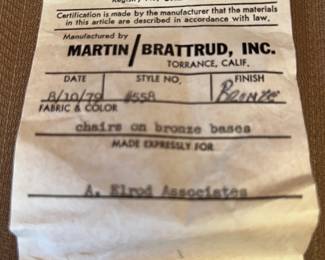 Certification is made by the manufacturer that the materials
in this article are described in accordance with law.
Manufactured by
MARTIN/BRATTRUD, INC.
TORRANCE, CALIF.
DATE STYLE NO. FINISH
8/10/79 #558 BRONZE
FABRIC & COLOR
chairs on bronze bases
MADE EXPRESSLY FOR
A. Elrod Associates